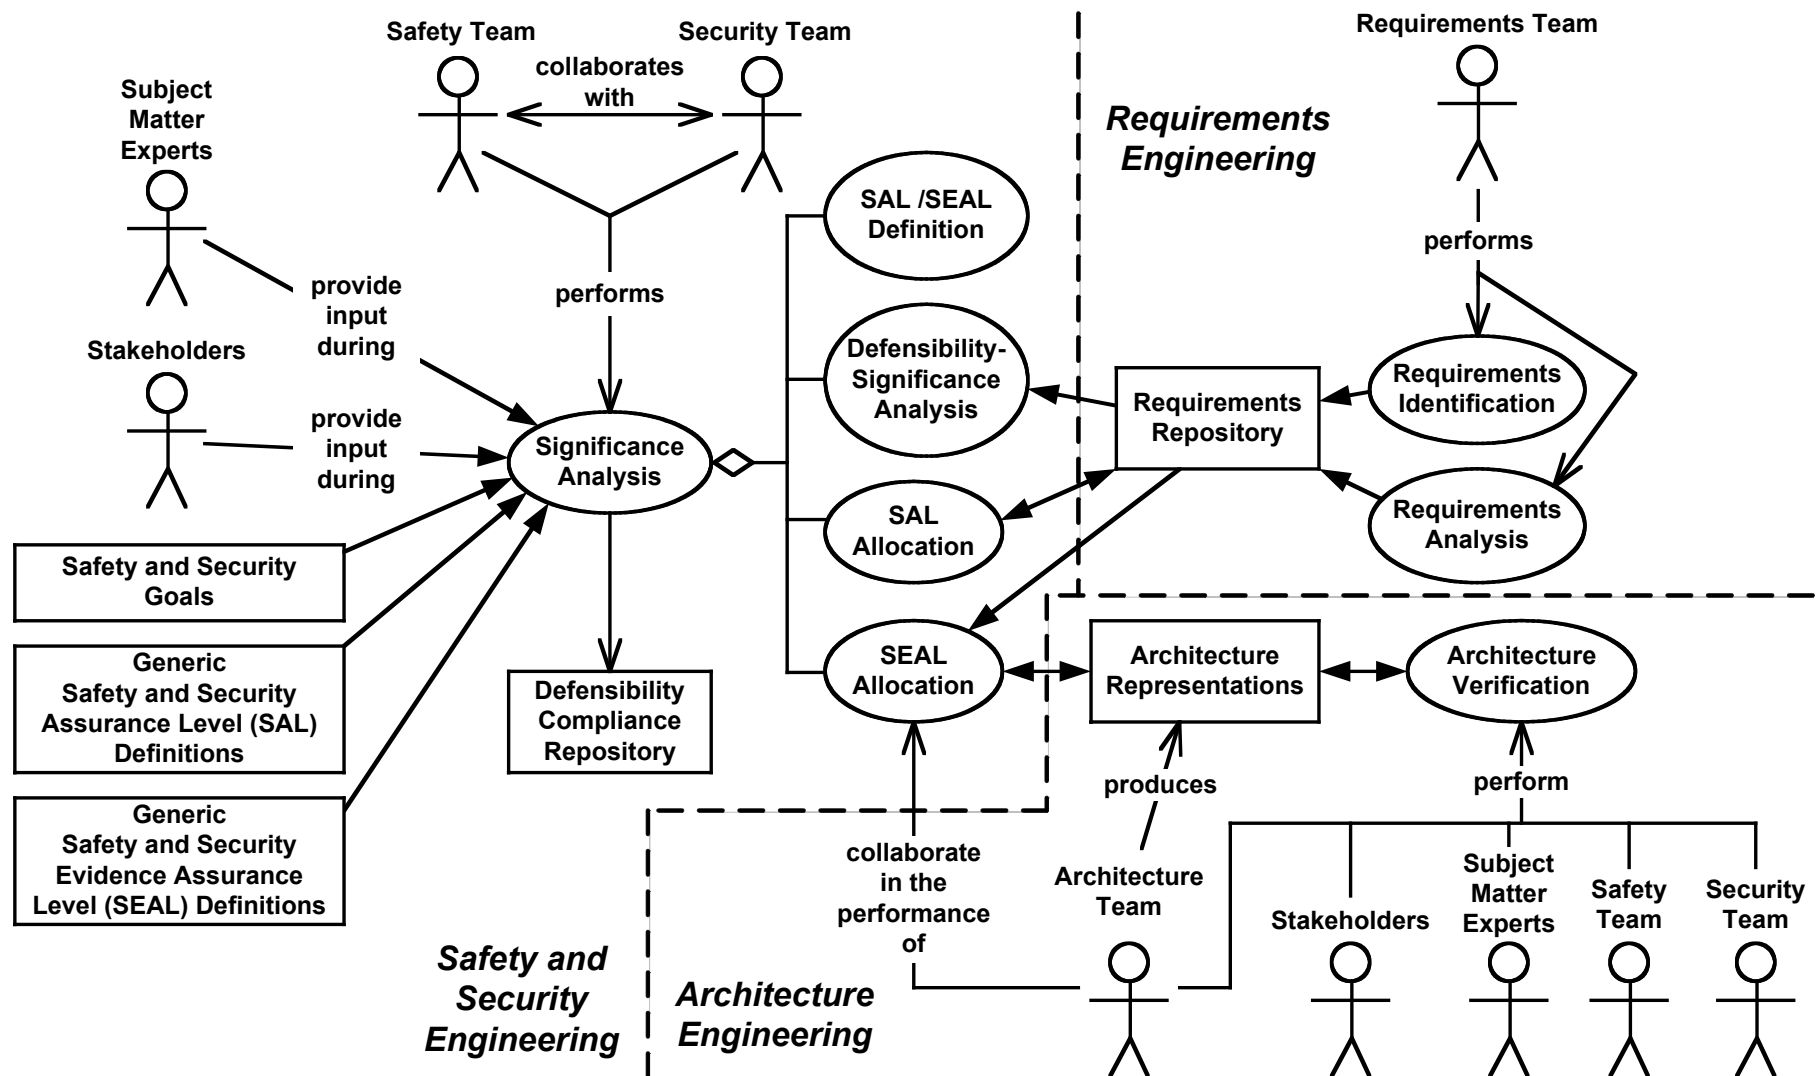 Safety Team
Security Team
collaborates
with
Requirements Team
Subject
Matter
Experts
Requirements
Engineering
SAL /SEAL
Definition
performs
provide
input
during
performs
Stakeholders
Defensibility-
Significance
Analysis
Requirements
Repository
Requirements
Identification
provide
input
during
Significance
Analysis
SAL
Allocation
Requirements
Analysis
Safety and Security
Goals
Generic
Safety and Security
Assurance Level (SAL)
Definitions
Defensibility
Compliance
Repository
SEAL
Allocation
Architecture
Representations
Architecture
Verification
produces
perform
Generic
Safety and Security
Evidence Assurance
Level (SEAL) Definitions
collaborate
in the
performance
of
Architecture
Team
Stakeholders
Subject
Matter
Experts
Safety
Team
Security
Team
Safety and
Security
Engineering
Architecture
Engineering